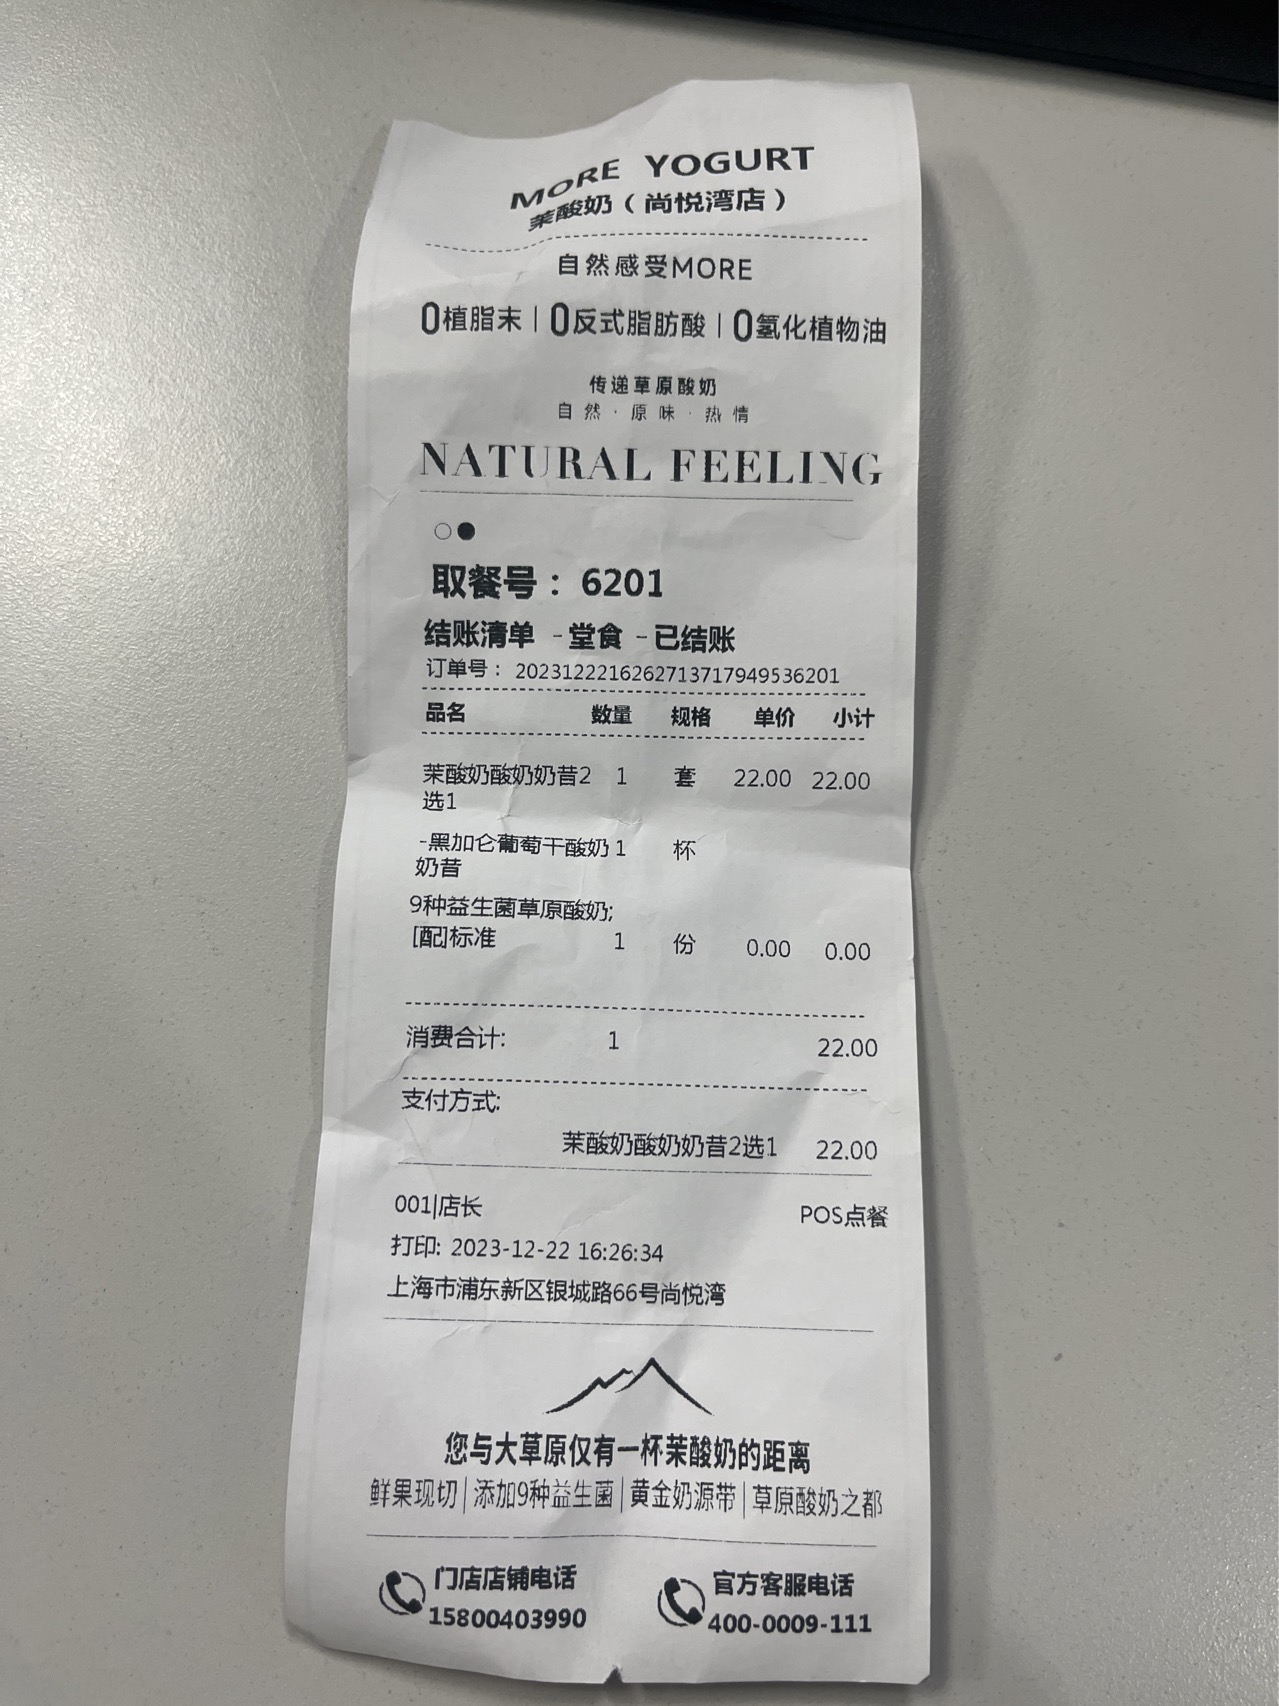 MORE YOGURT
茉酸奶（尚悦湾店）
自然感受MORE
0植脂末|0反式脂肪酸|0氢化植物油
传递草原酸奶
自然·原味·热情
NATURAL FEELING
取餐号：6201
结账清单 -堂食 -已结账
订单号：2023122216262713717949536201
品名 数量 规格 单价 小计
茉酸奶酸奶奶昔2 1 套 22.00 22.00
选1
-黑加仑葡萄干酸奶 1 杯
奶昔
9种益生菌草原酸奶;
[配]标准 1 份 0.00 0.00
消费合计: 1 22.00
支付方式:
茉酸奶酸奶奶昔2选1 22.00
001|店长 POS点餐
打印: 2023-12-22 16:26:34
上海市浦东新区银城路66号尚悦湾
您与大草原仅有一杯茉酸奶的距离
鲜果现切|添加9种益生菌|黄金奶源带|草原酸奶之都
门店店铺电话 官方客服电话
15800403990 400-0009-111